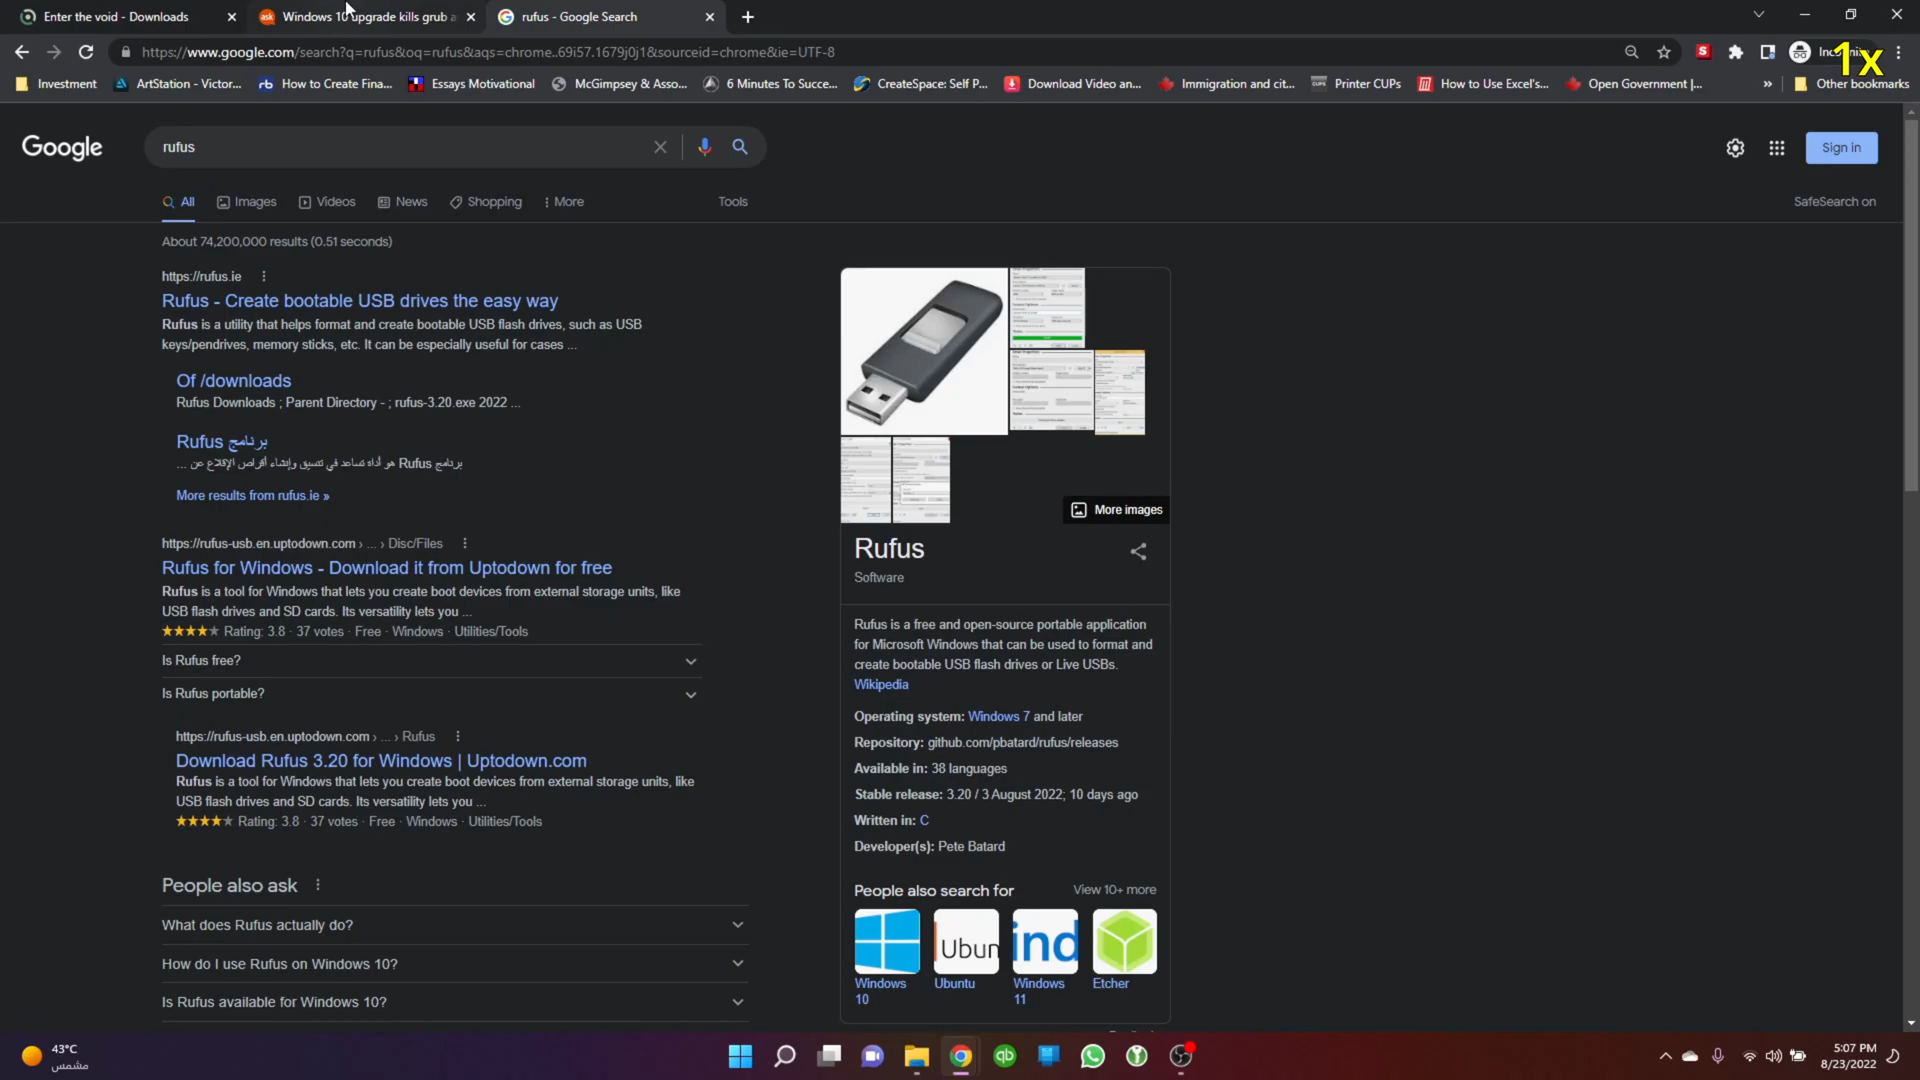 Enter the void - Downloads
Windows 10 upgrade kills grub a
rufus - Google Search
https://www.google.com/search?q=rufus&oq=rufus&aqs=chrome..69i57.1679j0j1&sourceid=chrome&ie=UTF-8
1x
Investment
ArtStation - Victor...
How to Create Fina...
Essays Motivational
McGimpsey & Asso...
6 Minutes To Succe...
CreateSpace: Self P...
Download Video an...
Immigration and cit...
Printer CUPs
How to Use Excel's...
Open Government |...
Other bookmarks
Google
rufus
Sign in
All
Images
Videos
News
Shopping
More
Tools
SafeSearch on
About 74,200,000 results (0.51 seconds)
https://rufus.ie
Rufus - Create bootable USB drives the easy way
Rufus is a utility that helps format and create bootable USB flash drives, such as USB
keys/pendrives, memory sticks, etc. It can be especially useful for cases ...
Of /downloads
Rufus Downloads ; Parent Directory - ; rufus-3.20.exe 2022 ...
برنامج Rufus
برنامج Rufus هو أداة تساعد في تنسيق وإنشاء أقراص الإقلاع عن ...
More results from rufus.ie »
https://rufus-usb.en.uptodown.com › ... › Disc/Files
Rufus for Windows - Download it from Uptodown for free
Rufus is a tool for Windows that lets you create boot devices from external storage units, like
USB flash drives and SD cards. Its versatility lets you ...
Rating: 3.8 · 37 votes · Free · Windows · Utilities/Tools
Is Rufus free?
Is Rufus portable?
https://rufus-usb.en.uptodown.com › ... › Rufus
Download Rufus 3.20 for Windows | Uptodown.com
Rufus is a tool for Windows that lets you create boot devices from external storage units, like
USB flash drives and SD cards. Its versatility lets you ...
Rating: 3.8 · 37 votes · Free · Windows · Utilities/Tools
People also ask
What does Rufus actually do?
How do I use Rufus on Windows 10?
Is Rufus available for Windows 10?
More images
Rufus
Software
Rufus is a free and open-source portable application
for Microsoft Windows that can be used to format and
create bootable USB flash drives or Live USBs.
Wikipedia
Operating system: Windows 7 and later
Repository: github.com/pbatard/rufus/releases
Available in: 38 languages
Stable release: 3.20 / 3 August 2022; 10 days ago
Written in: C
Developer(s): Pete Batard
People also search for
View 10+ more
Windows
10
Ubuntu
Windows
11
Etcher
43°C
مشمس
5:07 PM
8/23/2022